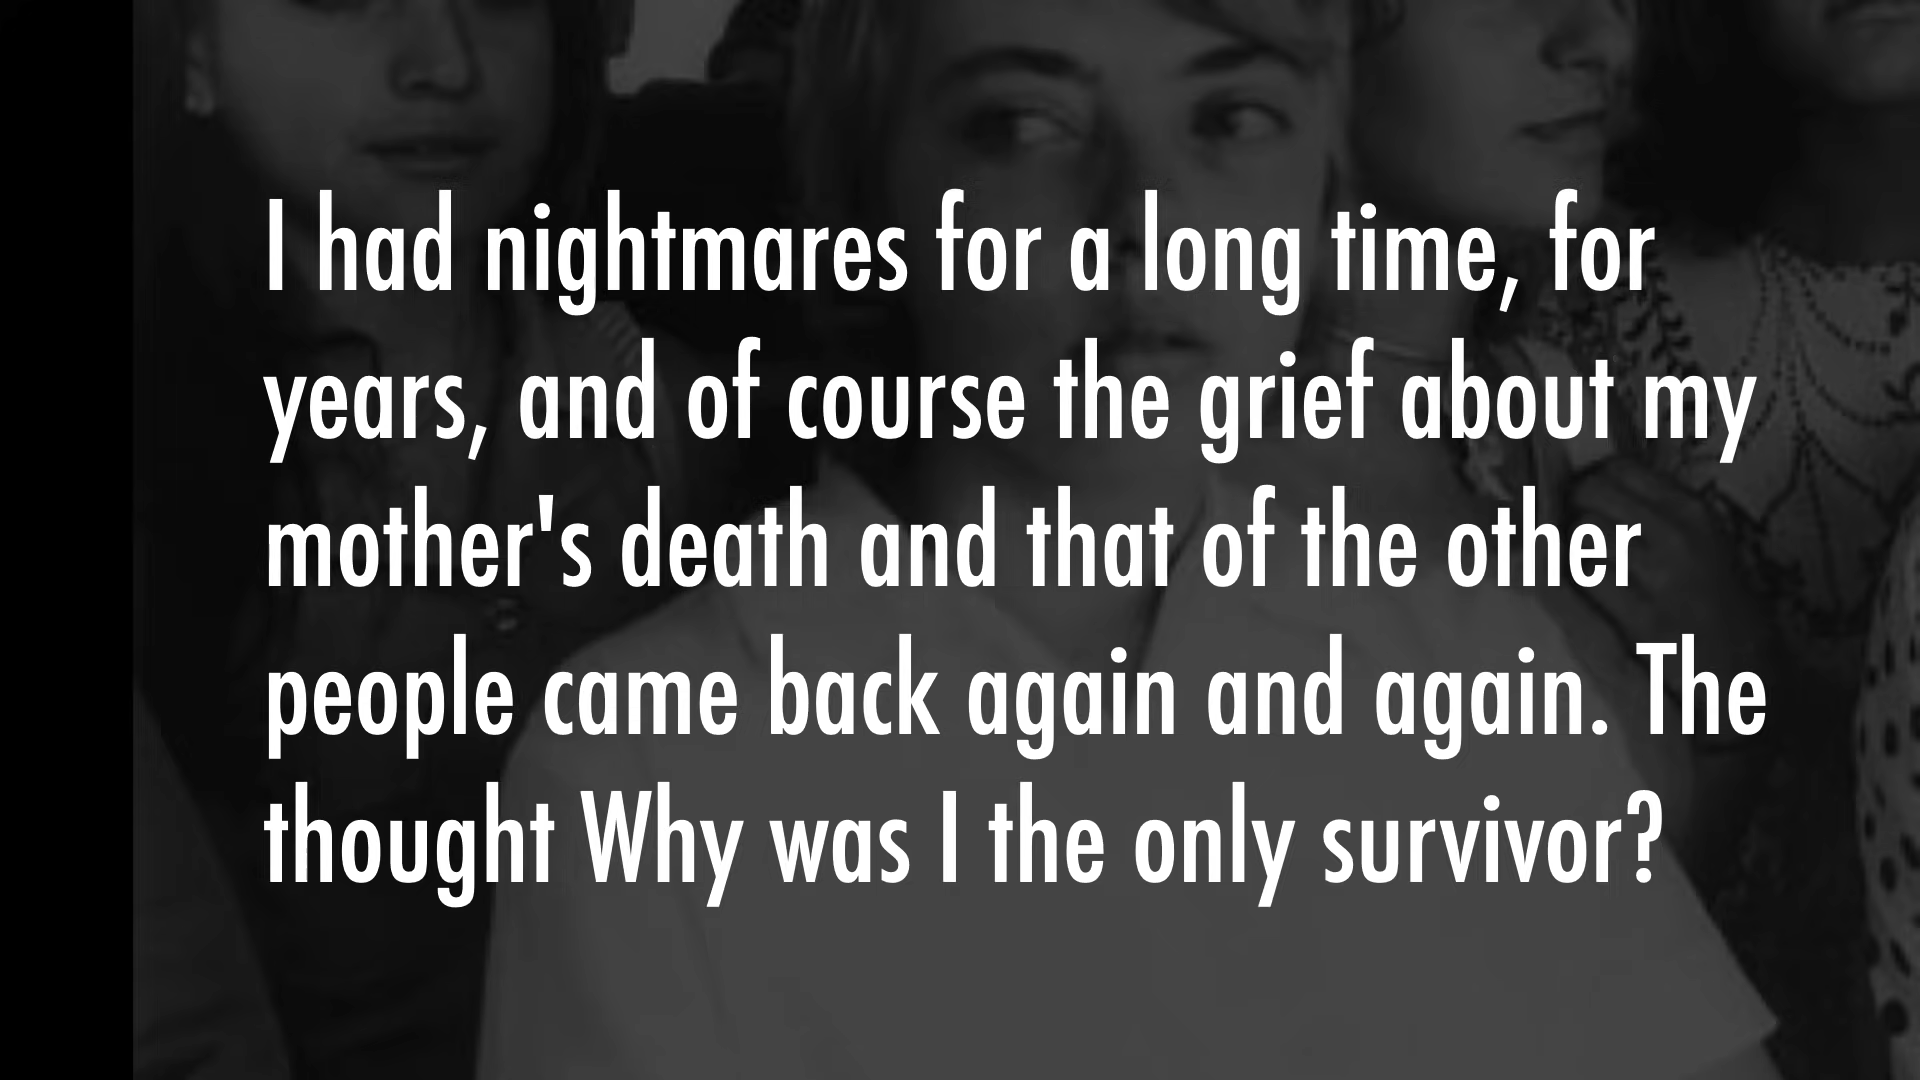 I had nightmares for a long time, for
years, and of course the grief about my
mother's death and that of the other
people came back again and again. The
thought Why was I the only survivor?